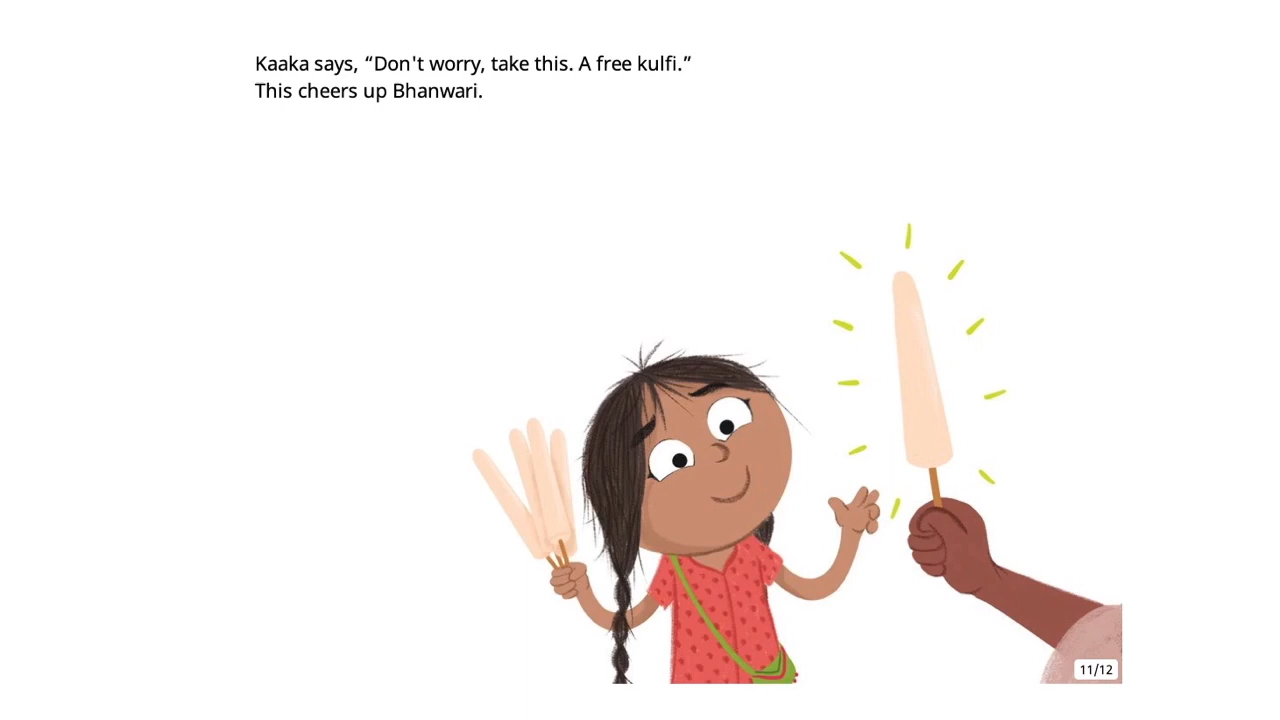 Kaaka says, “Don't worry, take this. A free kulfi.”
This cheers up Bhanwari.
11/12